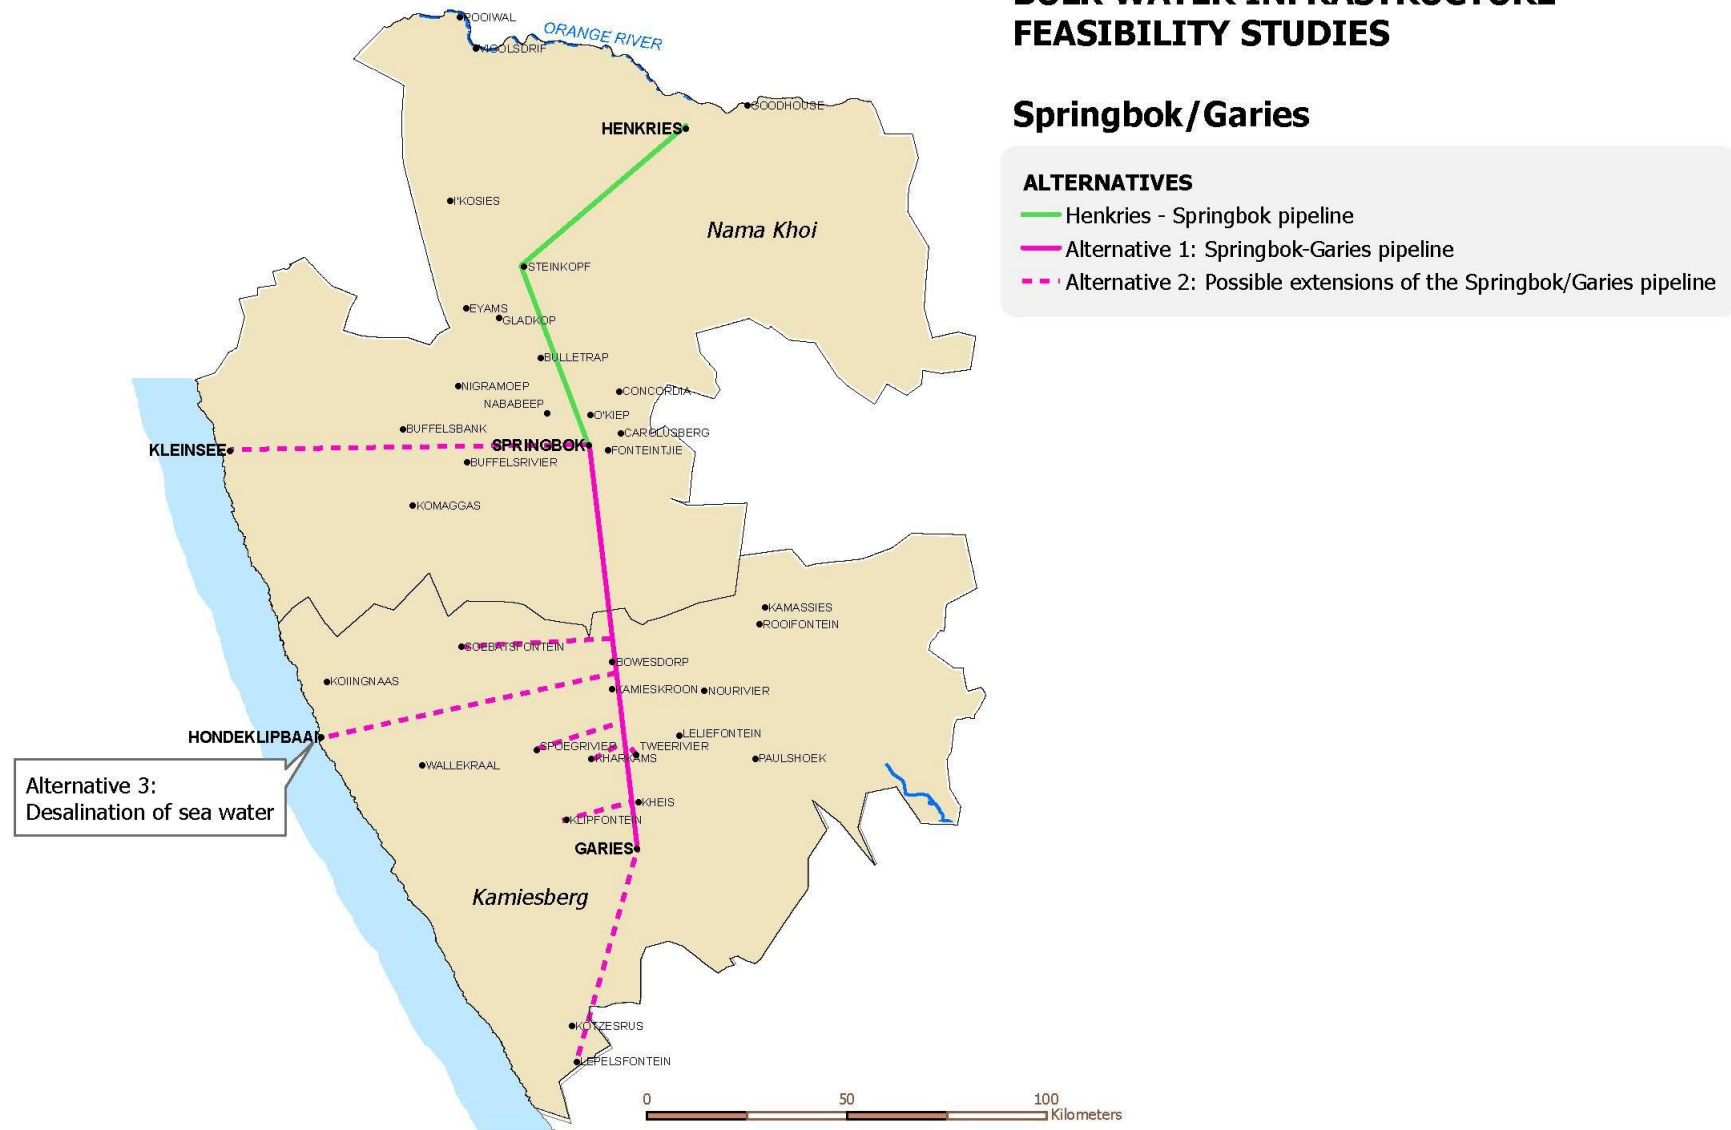 BULK WATER INFRASTRUCTURE
FEASIBILITY STUDIES
Springbok/Garies
ALTERNATIVES
Henkries - Springbok pipeline
Alternative 1: Springbok-Garies pipeline
Alternative 2: Possible extensions of the Springbok/Garies pipeline
ROOIWAL
VIOOLSDRIF
ORANGE RIVER
GOODHOUSE
HENKRIES
I'KOSIES
Nama Khoi
STEINKOPF
EYAMS
GLADKOP
BULLETRAP
NIGRAMOEP
CONCORDIA
NABABEEP
O'KIEP
BUFFELSBANK
CAROLUSBERG
SPRINGBOK
KLEINSEE
FONTEINTJIE
BUFFELSRIVIER
KOMAGGAS
KAMASSIES
ROOIFONTEIN
SOEBATSFONTEIN
BOWESDORP
KOIINGNAAS
KAMIESKROON
NOURIVIER
HONDEKLIPBAAI
LELIEFONTEIN
SPOEGRIVIER
TWEERIVIER
KHARKAMS
PAULSHOEK
WALLEKRAAL
Alternative 3:
Desalination of sea water
KHEIS
KLIPFONTEIN
GARIES
Kamiesberg
KOTZESRUS
LEPELSFONTEIN
0 50 100
Kilometers